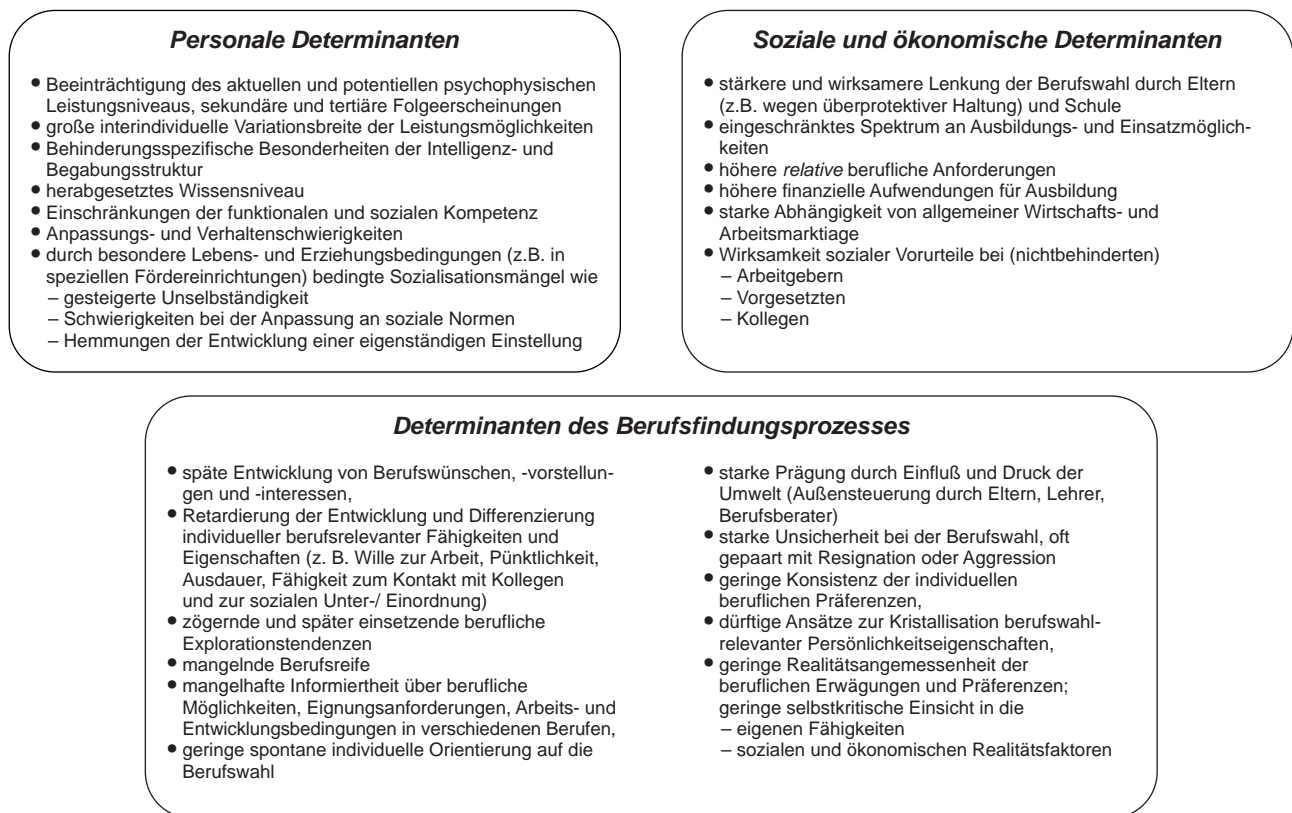 Personale Determinanten
• Beeinträchtigung des aktuellen und potentiellen psychophysischen
Leistungsniveaus, sekundäre und tertiäre Folgeerscheinungen
• große interindividuelle Variationsbreite der Leistungsmöglichkeiten
• Behinderungsspezifische Besonderheiten der Intelligenz- und
Begabungsstruktur
• herabgesetztes Wissensniveau
• Einschränkungen der funktionalen und sozialen Kompetenz
• Anpassungs- und Verhaltenschwierigkeiten
• durch besondere Lebens- und Erziehungsbedingungen (z.B. in
speziellen Fördereinrichtungen) bedingte Sozialisationsmängel wie
– gesteigerte Unselbständigkeit
– Schwierigkeiten bei der Anpassung an soziale Normen
– Hemmungen der Entwicklung einer eigenständigen Einstellung
Soziale und ökonomische Determinanten
• stärkere und wirksamere Lenkung der Berufswahl durch Eltern
(z.B. wegen überprotektiver Haltung) und Schule
• eingeschränktes Spektrum an Ausbildungs- und Einsatzmöglich-
keiten
• höhere relative berufliche Anforderungen
• höhere finanzielle Aufwendungen für Ausbildung
• starke Abhängigkeit von allgemeiner Wirtschafts- und
Arbeitsmarktiage
• Wirksamkeit sozialer Vorurteile bei (nichtbehinderten)
– Arbeitgebern
– Vorgesetzten
– Kollegen
Determinanten des Berufsfindungsprozesses
• späte Entwicklung von Berufswünschen, -vorstellun-
gen und -interessen,
• Retardierung der Entwicklung und Differenzierung
individueller berufsrelevanter Fähigkeiten und
Eigenschaften (z. B. Wille zur Arbeit, Pünktlichkeit,
Ausdauer, Fähigkeit zum Kontakt mit Kollegen
und zur sozialen Unter-/ Einordnung)
• zögernde und später einsetzende berufliche
Explorationstendenzen
• mangelnde Berufsreife
• mangelhafte Informiertheit über berufliche
Möglichkeiten, Eignungsanforderungen, Arbeits- und
Entwicklungsbedingungen in verschiedenen Berufen,
• geringe spontane individuelle Orientierung auf die
Berufswahl
• starke Prägung durch Einfluß und Druck der
Umwelt (Außensteuerung durch Eltern, Lehrer,
Berufsberater)
• starke Unsicherheit bei der Berufswahl, oft
gepaart mit Resignation oder Aggression
• geringe Konsistenz der individuellen
beruflichen Präferenzen,
• dürftige Ansätze zur Kristallisation berufswahl-
relevanter Persönlichkeitseigenschaften,
• geringe Realitätsangemessenheit der
beruflichen Erwägungen und Präferenzen;
geringe selbstkritische Einsicht in die
– eigenen Fähigkeiten
– sozialen und ökonomischen Realitätsfaktoren